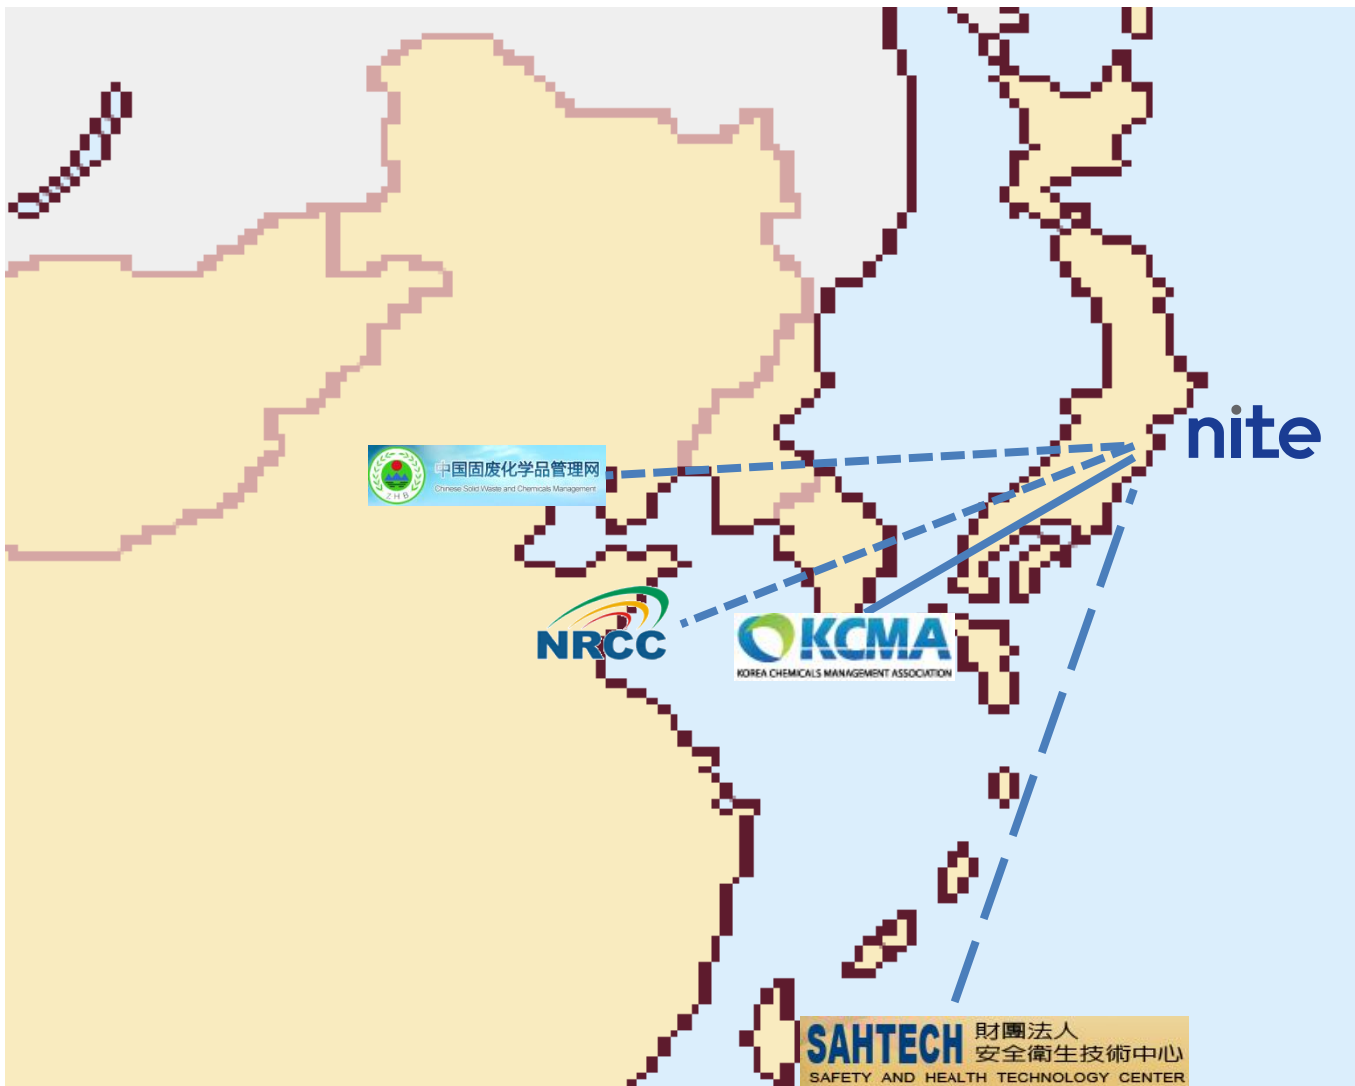 nite
中国固废化学品管理网
Chinese Solid Waste and Chemicals Management
ZHB
NRCC
KCMA
KOREA CHEMICALS MANAGEMENT ASSOCIATION
SAHTECH
財團法人
安全衛生技術中心
SAFETY AND HEALTH TECHNOLOGY CENTER